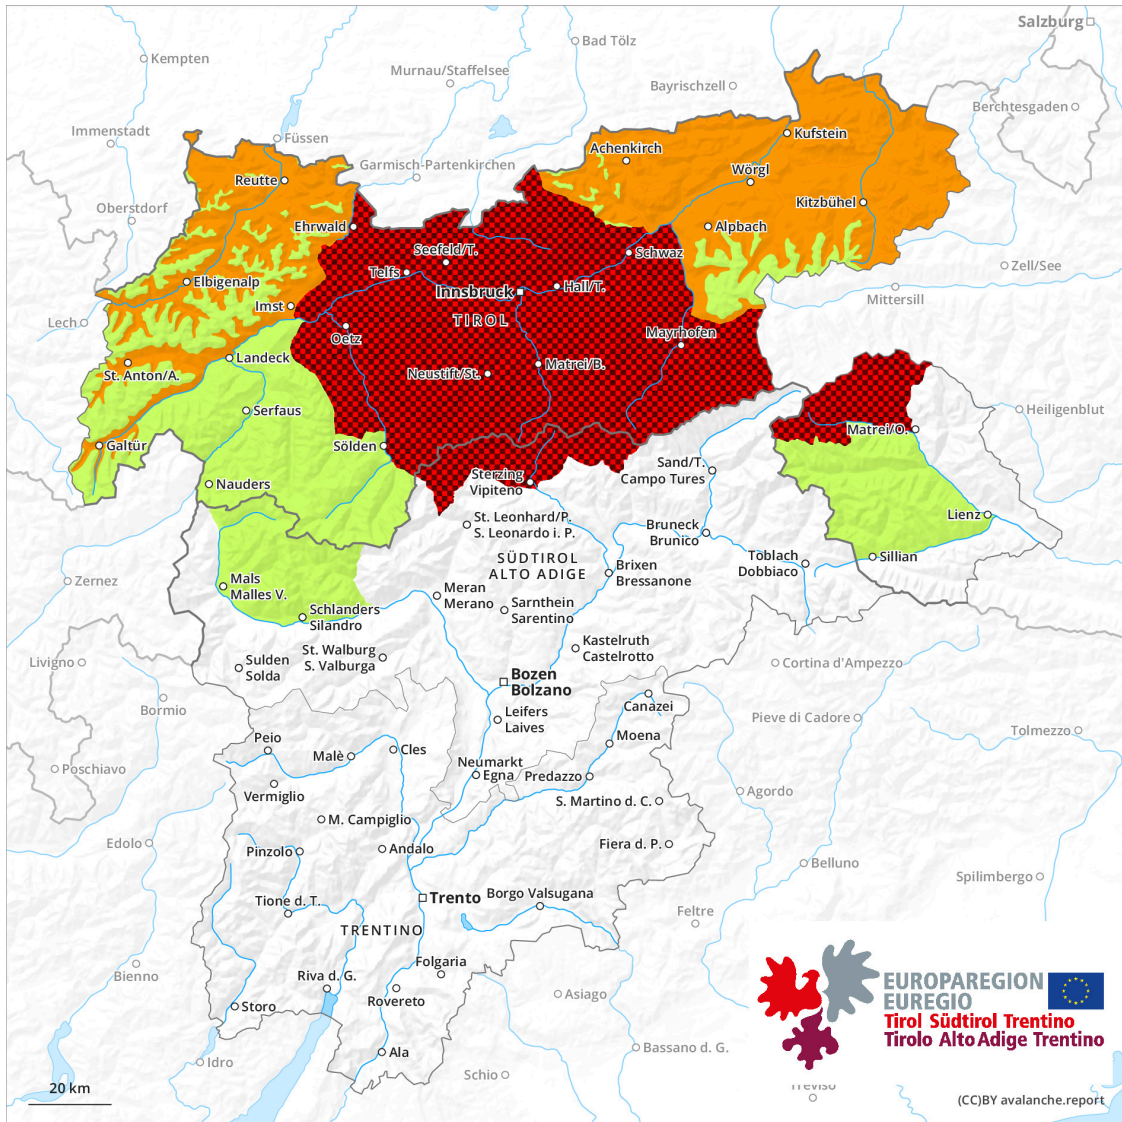 Salzburg
Bad Tölz
Kempten
Murnau/Staffelsee
Bayrischzell
Berchtesgaden
Immenstadt
Füssen
Kufstein
Achenkirch
Garmisch-Partenkirchen
Wörgl
Reutte
Oberstdorf
Kitzbühel
Ehrwald
Alpbach
Seefeld/T.
Schwaz
Telfs
Zell/See
Elbigenalp
Innsbruck
Hall/T.
Mittersill
Imst
TIROL
Lech
Oetz
Mayrhofen
Landeck
Matrei/B.
St. Anton/A.
Neustift/St.
Serfaus
Heiligenblut
Matrei/O.
Galtür
Sölden
Sand/T.
Campo Tures
Sterzing
Vipiteno
Nauders
Lienz
St. Leonhard/P.
S. Leonardo i. P.
Bruneck
Brunico
SÜDTIROL
ALTO ADIGE
Toblach
Dobbiaco
Sillian
Brixen
Bressanone
Zernez
Mals
Malles V.
Meran
Merano
Sarnthein
Sarentino
Schlanders
Silandro
Kastelruth
Castelrotto
St. Walburg
S. Valburga
Livigno
Sulden
Solda
Cortina d'Ampezzo
Bozen
Bolzano
Bormio
Canazei
Leifers
Laives
Pieve di Cadore
Tolmezzo
Peio
Moena
Malè
Cles
Neumarkt
Egna
Predazzo
Poschiavo
Vermiglio
Agordo
S. Martino d. C.
M. Campiglio
Edolo
Pinzolo
Andalo
Fiera d. P.
Belluno
Spilimbergo
Trento
Borgo Valsugana
Tione d. T.
Feltre
TRENTINO
Bienno
Folgaria
Riva d. G.
Rovereto
Asiago
Storo
EUROPAREGION
EUREGIO
Tirol Südtirol Trentino
Tirolo Alto Adige Trentino
Ala
Idro
Bassano d. G.
Schio
Treviso
20 km
(CC)BY avalanche.report